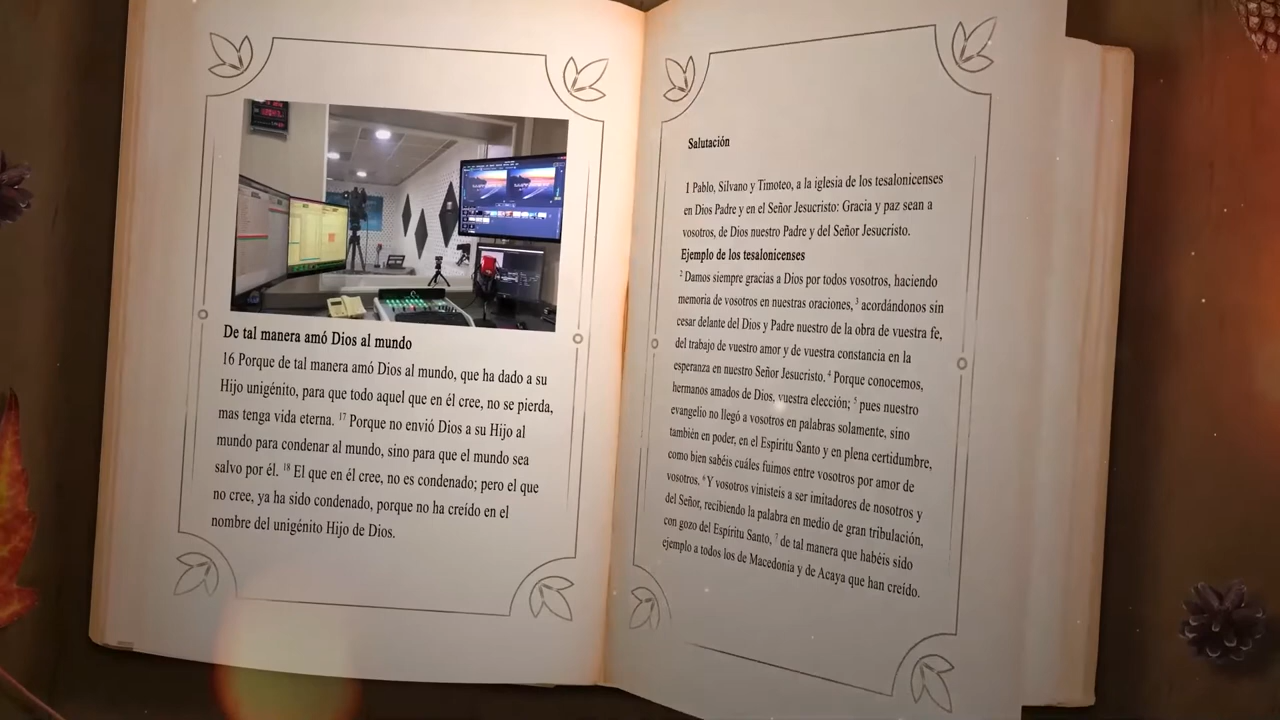 De tal manera amó Dios al mundo
16 Porque de tal manera amó Dios al mundo, que ha dado a su
Hijo unigénito, para que todo aquel que en él cree, no se pierda,
mas tenga vida eterna. 17 Porque no envió Dios a su Hijo al
mundo para condenar al mundo, sino para que el mundo sea
salvo por él. 18 El que en él cree, no es condenado; pero el que
no cree, ya ha sido condenado, porque no ha creído en el
nombre del unigénito Hijo de Dios.
Salutación
1 Pablo, Silvano y Timoteo, a la iglesia de los tesalonicenses
en Dios Padre y en el Señor Jesucristo: Gracia y paz sean a
vosotros, de Dios nuestro Padre y del Señor Jesucristo.
Ejemplo de los tesalonicenses
2 Damos siempre gracias a Dios por todos vosotros, haciendo
memoria de vosotros en nuestras oraciones, 3 acordándonos sin
cesar delante del Dios y Padre nuestro de la obra de vuestra fe,
del trabajo de vuestro amor y de vuestra constancia en la
esperanza en nuestro Señor Jesucristo. 4 Porque conocemos,
hermanos amados de Dios, vuestra elección; 5 pues nuestro
evangelio no llegó a vosotros en palabras solamente, sino
también en poder, en el Espíritu Santo y en plena certidumbre,
como bien sabéis cuáles fuimos entre vosotros por amor de
vosotros. 6 Y vosotros vinisteis a ser imitadores de nosotros y
del Señor, recibiendo la palabra en medio de gran tribulación,
con gozo del Espíritu Santo, 7 de tal manera que habéis sido
ejemplo a todos los de Macedonia y de Acaya que han creído.